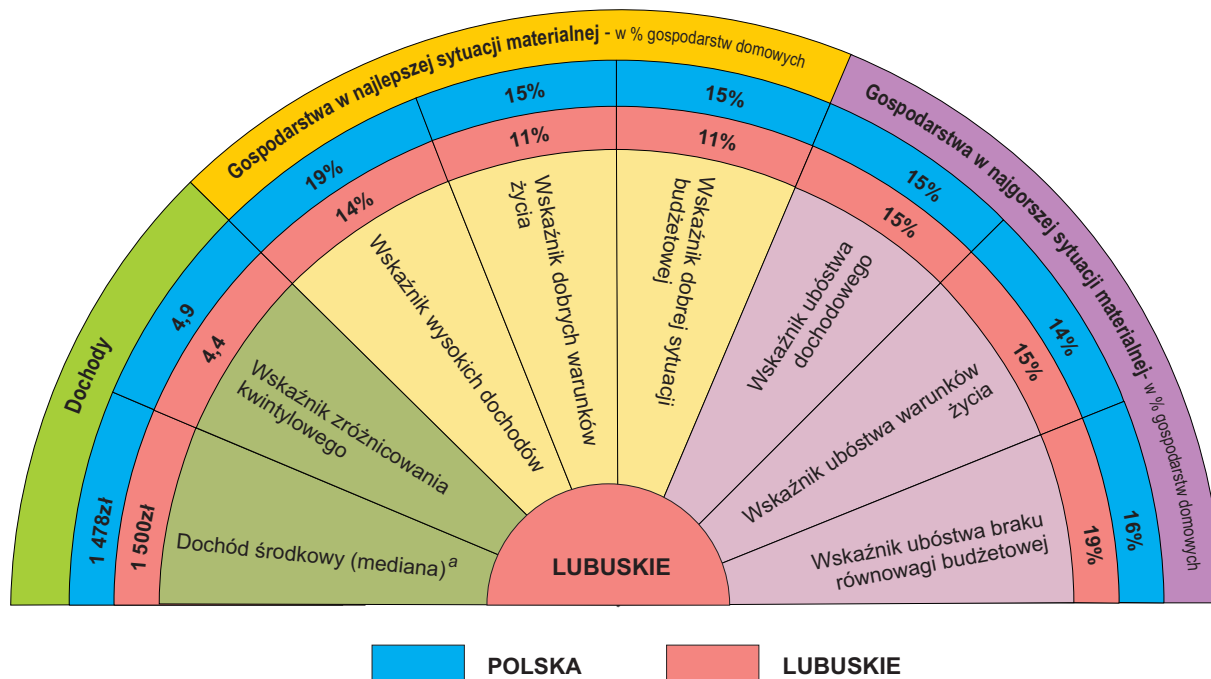 Dochody
Gospodarstwa w najlepszej sytuacji materialnej - w % gospodarstw domowych
Gospodarstwa w najgorszej sytuacji materialnej- w % gospodarstw domowych
1 478zł
4,9
19%
15%
15%
15%
14%
16%
1 500zł
4,4
14%
11%
11%
15%
15%
19%
Dochód środkowy (mediana)ᵃ
Wskaźnik zróżnicowania
kwintylowego
Wskaźnik wysokich dochodów
Wskaźnik dobrych warunków
życia
Wskaźnik dobrej sytuacji
budżetowej
Wskaźnik ubóstwa
dochodowego
Wskaźnik ubóstwa warunków
życia
Wskaźnik ubóstwa braku
równowagi budżetowej
LUBUSKIE
POLSKA
LUBUSKIE